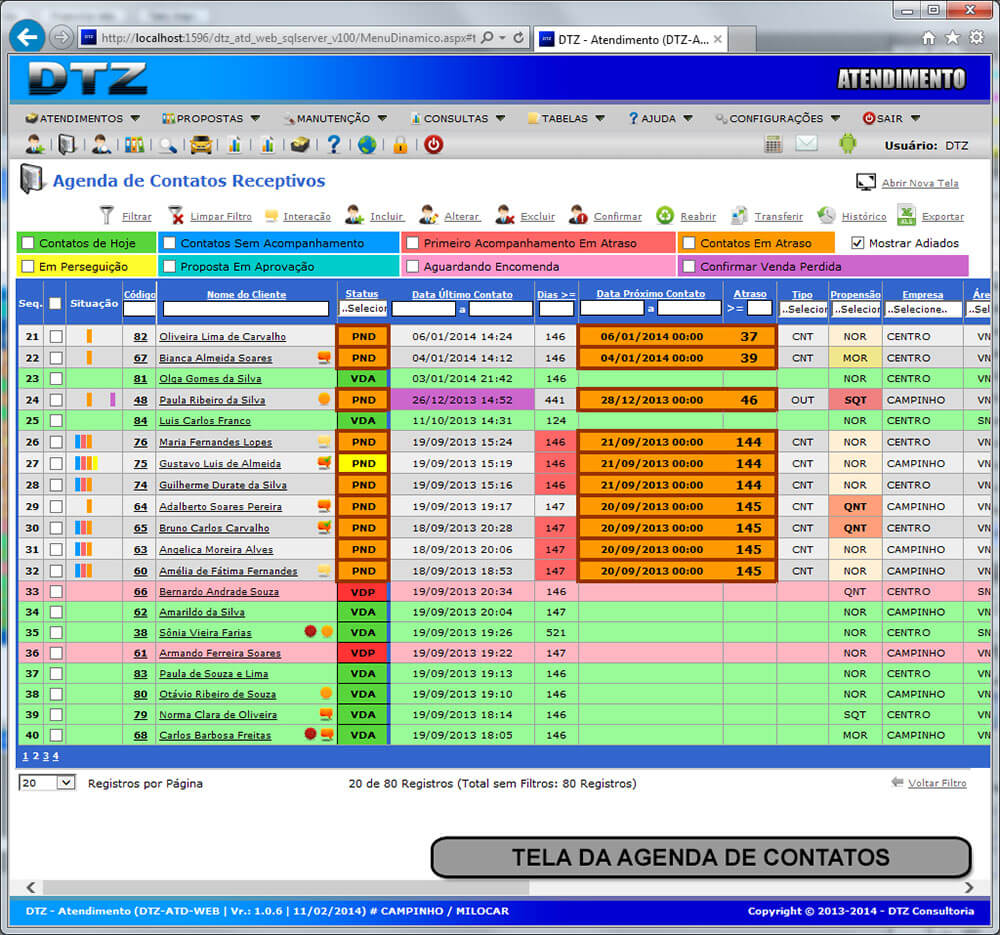 http://localhost:1596/dtz_atd_web_sqlserver_v100/MenuDinamico.aspx#t
DTZ - Atendimento (DTZ-A...
DTZ ATENDIMENTO
ATENDIMENTOS PROPOSTAS MANUTENÇÃO CONSULTAS TABELAS ? AJUDA CONFIGURAÇÕES SAIR
Usuário: DTZ
Agenda de Contatos Receptivos Abrir Nova Tela
Filtrar Limpar Filtro Interacão Incluir Alterar Excluir Confirmar Reabrir Transferir Histórico Exportar
Contatos de Hoje Contatos Sem Acompanhamento Primeiro Acompanhamento Em Atraso Contatos Em Atraso Mostrar Adiados
Em Perseguição Proposta Em Aprovação Aguardando Encomenda Confirmar Venda Perdida
Seq. Situação Código Nome do Cliente Status Data Último Contato Dias >= Data Próximo Contato Atraso Tipo Propensão Empresa Áre
..Selecior a a >= ..Selecior ..Selecior ..Selecione.. ..Sel
21 82 Oliveira Lima de Carvalho PND 06/01/2014 14:24 146 06/01/2014 00:00 37 CNT NOR CENTRO VN
22 67 Bianca Almeida Soares PND 04/01/2014 14:12 146 04/01/2014 00:00 39 CNT MOR CENTRO VN
23 81 Olga Gomes da Silva VDA 03/01/2014 21:42 146 NOR CENTRO VN
24 48 Paula Ribeiro da Silva PND 26/12/2013 14:52 441 28/12/2013 00:00 46 OUT SQT CAMPINHO VN
25 84 Luis Carlos Franco VDA 11/10/2013 14:31 124 NOR CENTRO SN
26 76 Maria Fernandes Lopes PND 19/09/2013 15:24 146 21/09/2013 00:00 144 CNT NOR CENTRO VN
27 75 Gustavo Luis de Almeida PND 19/09/2013 15:19 146 21/09/2013 00:00 144 CNT NOR CAMPINHO VN
28 74 Guilherme Durate da Silva PND 19/09/2013 15:16 146 21/09/2013 00:00 144 CNT NOR CENTRO VN
29 64 Adalberto Soares Pereira PND 19/09/2013 19:17 147 20/09/2013 00:00 145 CNT QNT CAMPINHO VN
30 65 Bruno Carlos Carvalho PND 18/09/2013 20:28 147 20/09/2013 00:00 145 CNT QNT CENTRO VN
31 63 Angelica Moreira Alves PND 18/09/2013 20:06 147 20/09/2013 00:00 145 CNT NOR CAMPINHO VN
32 60 Amélia de Fátima Fernandes PND 18/09/2013 18:53 147 20/09/2013 00:00 145 CNT NOR CAMPINHO VN
33 66 Bernardo Andrade Souza VDP 19/09/2013 20:34 146 QNT CENTRO SN
34 62 Amarildo da Silva VDA 19/09/2013 20:04 147 NOR CAMPINHO VN
35 38 Sônia Vieira Farias VDA 19/09/2013 19:26 521 NOR CENTRO SN
36 61 Armando Ferreira Soares VDP 19/09/2013 19:22 147 NOR CAMPINHO VN
37 83 Paula de Souza e Lima VDA 19/09/2013 19:13 146 NOR CENTRO VN
38 80 Otávio Ribeiro de Souza VDA 19/09/2013 19:10 146 NOR CAMPINHO VN
39 79 Norma Clara de Oliveira VDA 19/09/2013 18:14 146 SQT CENTRO VN
40 68 Carlos Barbosa Freitas VDA 19/09/2013 18:05 146 MOR CAMPINHO VN
1 2 3 4
20 Registros por Página 20 de 80 Registros (Total sem Filtros: 80 Registros) Voltar Filtro
TELA DA AGENDA DE CONTATOS
DTZ - Atendimento (DTZ-ATD-WEB | Vr.: 1.0.6 | 11/02/2014) # CAMPINHO / MILOCAR Copyright © 2013-2014 - DTZ Consultoria